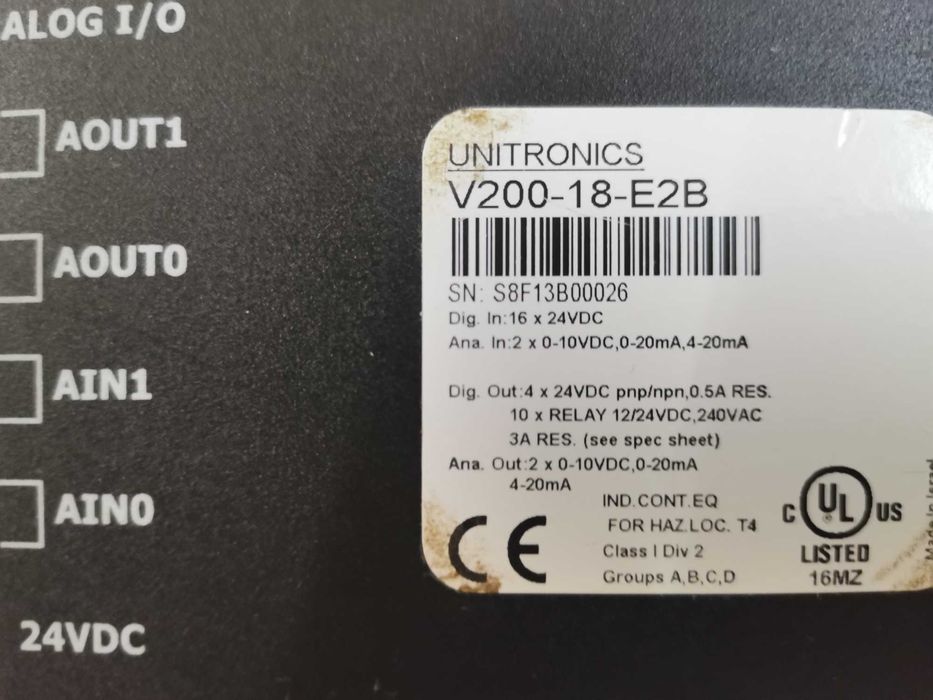 ALOG I/O
AOUT1
AOUT0
AIN1
AIN0
24VDC
UNITRONICS
V200-18-E2B
SN: S8F13B00026
Dig. In:16 x 24VDC
Ana. In:2 x 0-10VDC,0-20mA,4-20mA
Dig. Out:4 x 24VDC pnp/npn,0.5A RES.
10 x RELAY 12/24VDC,240VAC
3A RES. (see spec sheet)
Ana. Out:2 x 0-10VDC,0-20mA
4-20mA
IND.CONT.EQ
FOR HAZ.LOC. T4
Class I Div 2
Groups A,B,C,D
CE
C UL US
LISTED
16MZ
Made in Israel